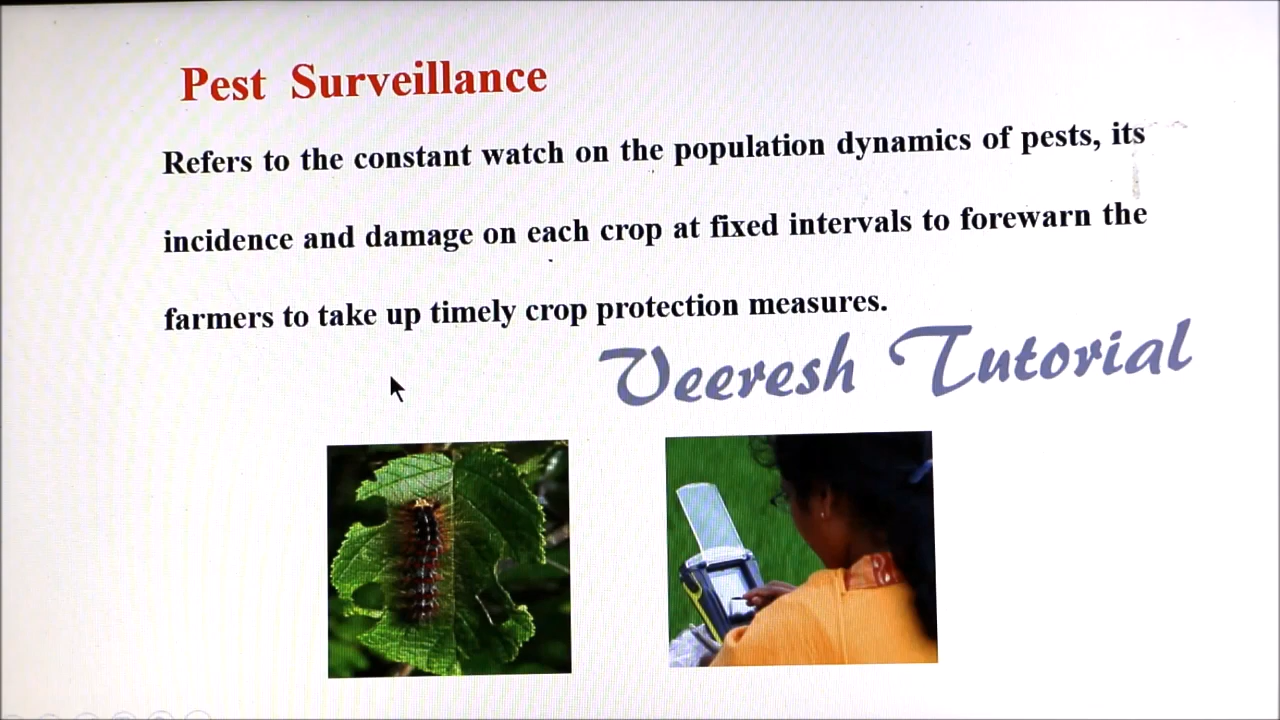 Pest Surveillance
Refers to the constant watch on the population dynamics of pests, its
incidence and damage on each crop at fixed intervals to forewarn the
farmers to take up timely crop protection measures.
Veeresh Tutorial